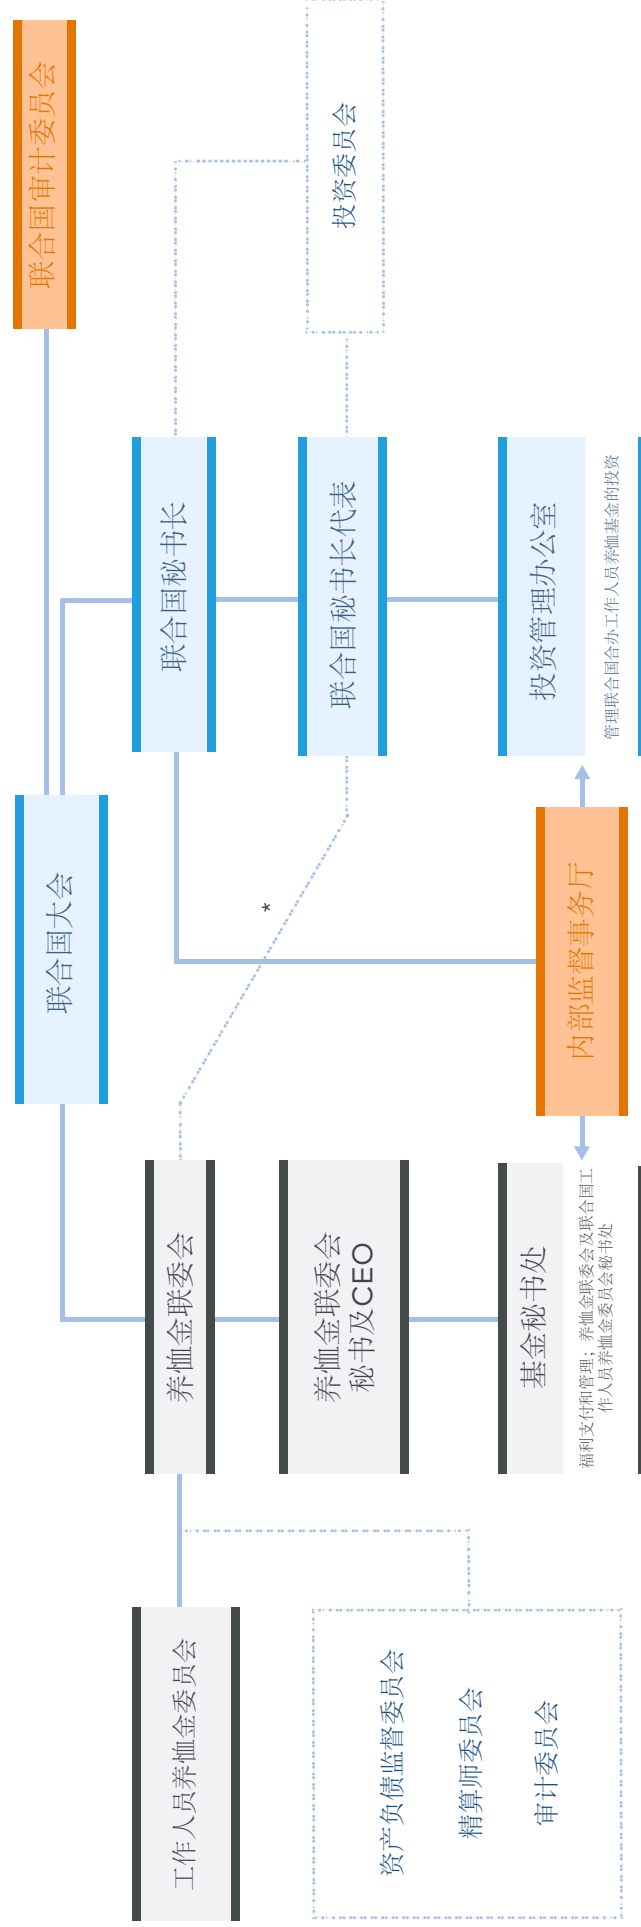 联合国审计委员会
联合国大会
工作人员养恤金委员会
养恤金联委会
联合国秘书长
投资委员会
养恤金联委会
秘书及CEO
*
联合国秘书长代表
资产负债监督委员会
精算师委员会
审计委员会
基金秘书处
福利支付和管理；养恤金联委会及联合国工
作人员养恤金委员会秘书处
内部监督事务厅
投资管理办公室
管理联合国合办工作人员养恤基金的投资